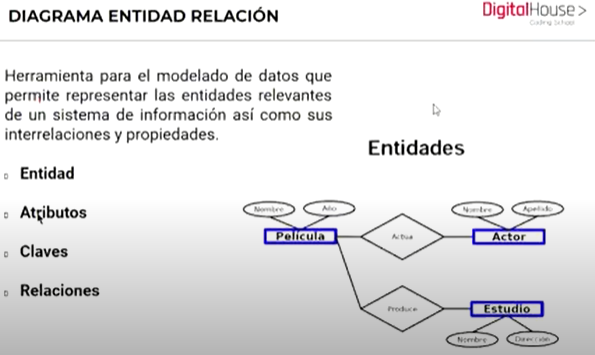 DIAGRAMA ENTIDAD RELACIÓN
DigitalHouse>
Coding School
Herramienta para el modelado de datos que
permite representar las entidades relevantes
de un sistema de información así como sus
interrelaciones y propiedades.
Entidad
Atributos
Claves
Relaciones
Entidades
Nombre
Año
Nombre
Apellido
Película
Actua
Actor
Produce
Estudio
Nombre
Dirección